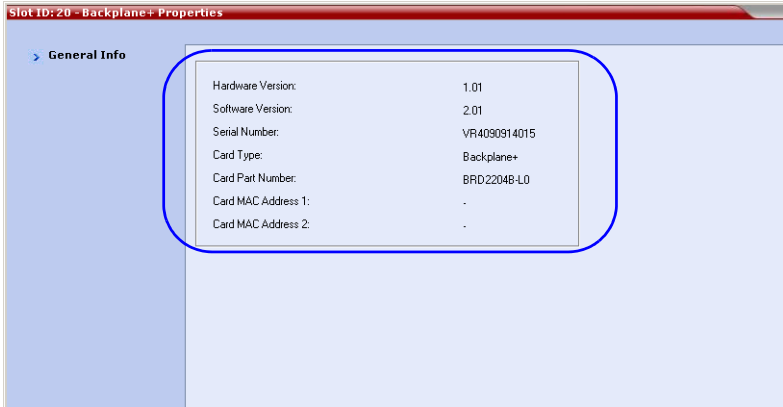 Slot ID: 20 - Backplane+ Properties
General Info
Hardware Version: 1.01
Software Version: 2.01
Serial Number: VR4090914015
Card Type: Backplane+
Card Part Number: BRD2204B-L0
Card MAC Address 1: -
Card MAC Address 2: -